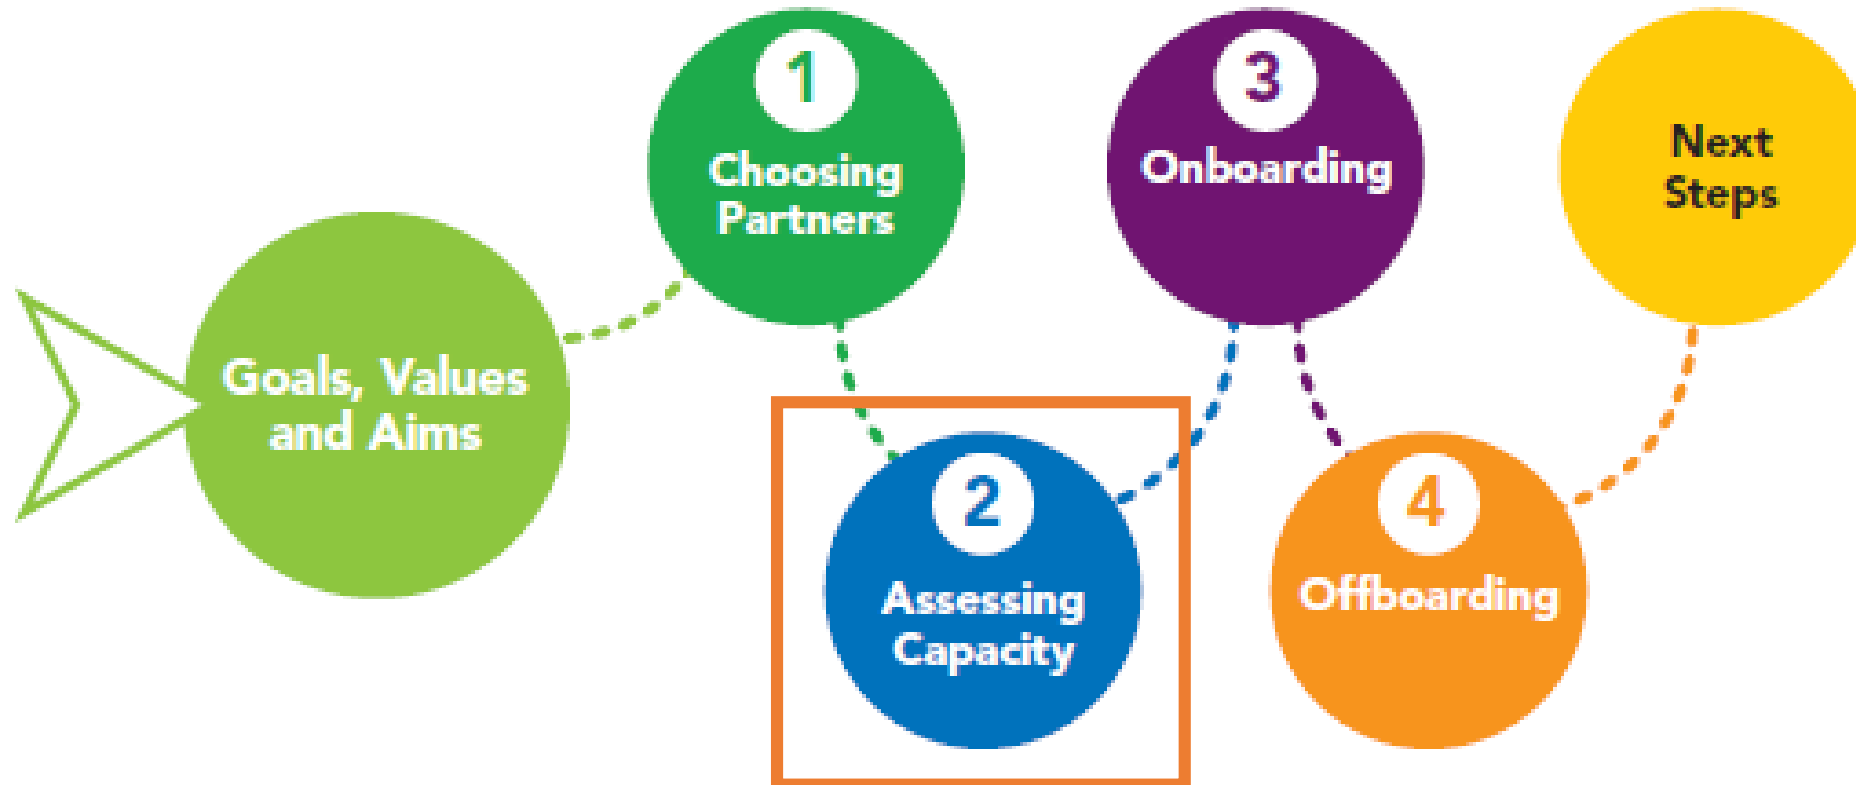 Goals, Values
and Aims
1
Choosing
Partners
2
Assessing
Capacity
3
Onboarding
4
Offboarding
Next
Steps